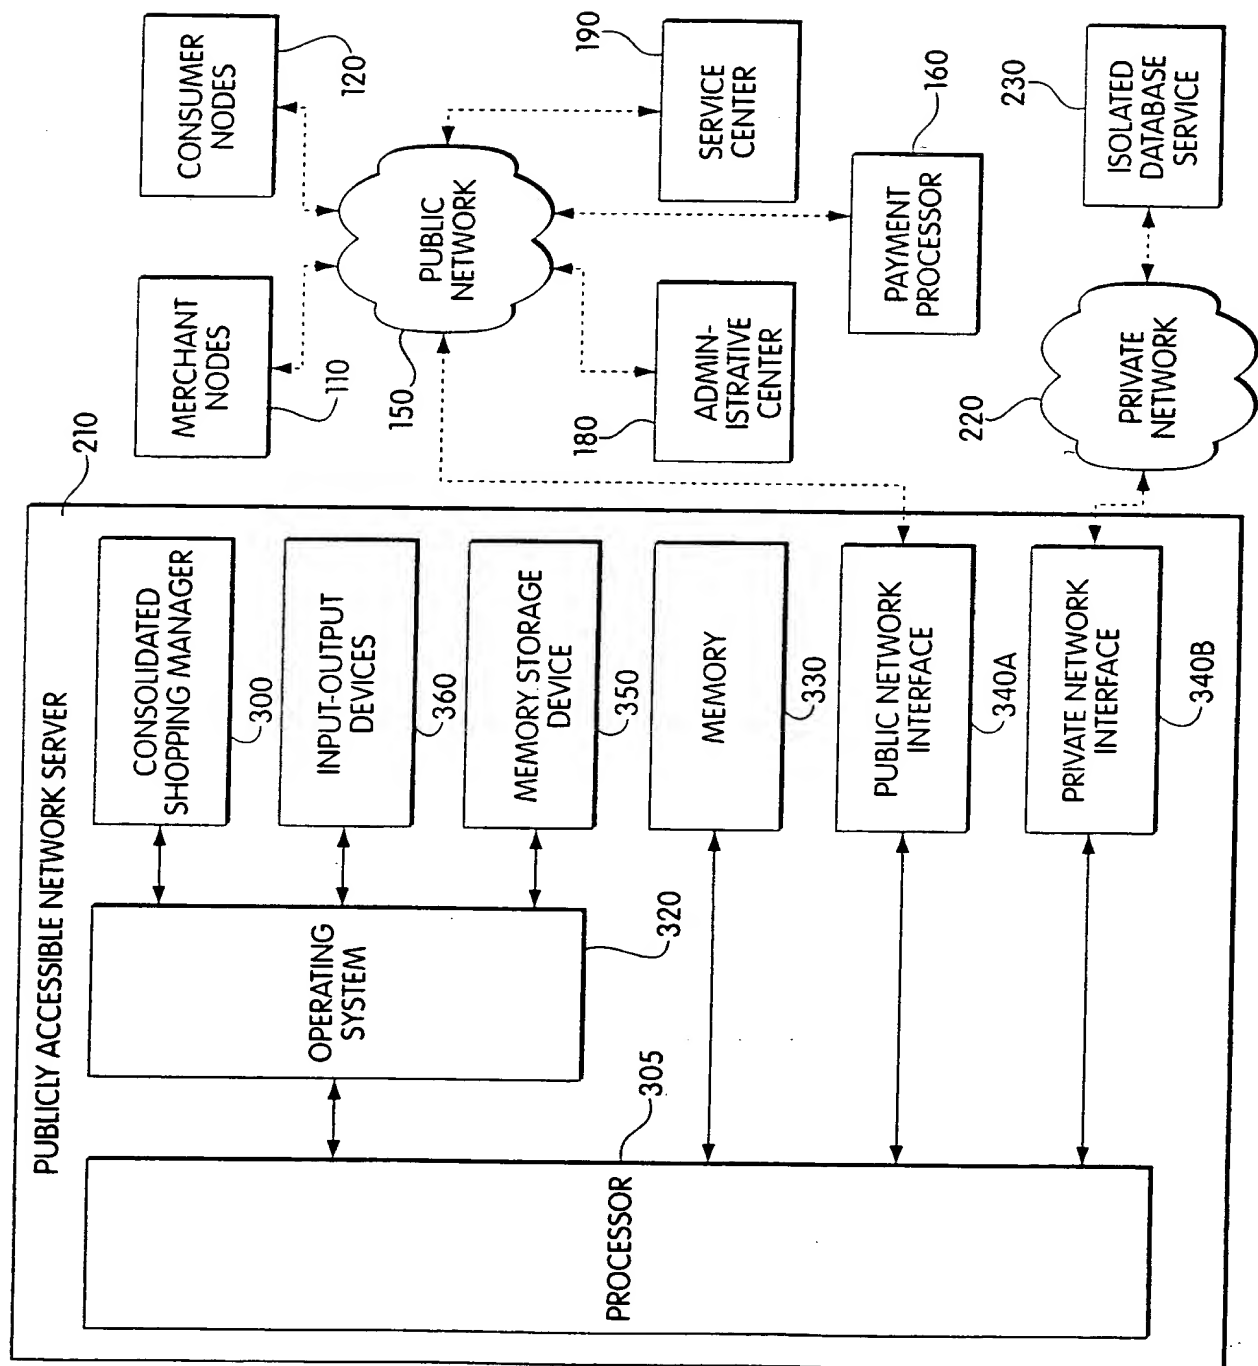 PUBLICLY ACCESSIBLE NETWORK SERVER
210
PROCESSOR
305
OPERATING
SYSTEM
320
CONSOLIDATED
SHOPPING MANAGER
300
INPUT-OUTPUT
DEVICES
360
MEMORY STORAGE
DEVICE
350
MEMORY
330
PUBLIC NETWORK
INTERFACE
340A
PRIVATE NETWORK
INTERFACE
340B
MERCHANT
NODES
110
CONSUMER
NODES
120
PUBLIC
NETWORK
150
ADMIN-
ISTRATIVE
CENTER
180
SERVICE
CENTER
190
PAYMENT
PROCESSOR
160
PRIVATE
NETWORK
220
ISOLATED
DATABASE
SERVICE
230